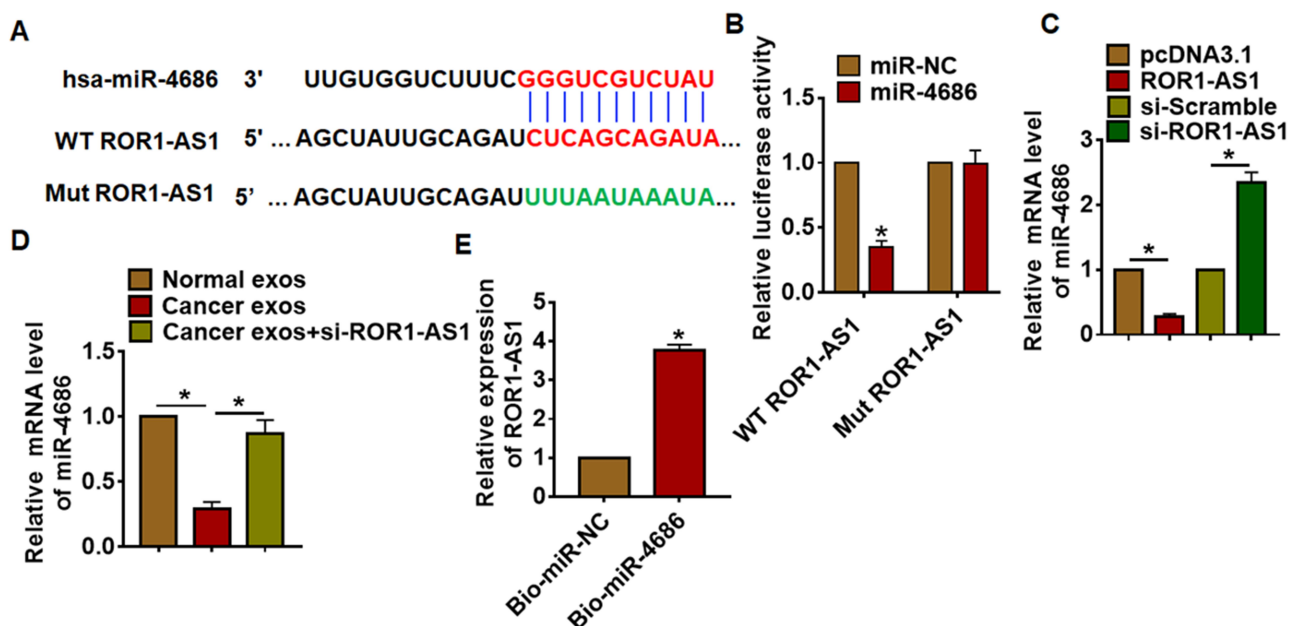 A
hsa-miR-4686 3' UUGUGGUCUUUCGGGUCGUCUAU
WT ROR1-AS1 5' ... AGCUAUUGCAGAUCUCAGCAGAUA...
Mut ROR1-AS1 5’ ... AGCUAUUGCAGAUUUUAAUAAAUA...
B
miR-NC
miR-4686
Relative luciferase activity
1.5
1.0
0.5
0.0
*
WT ROR1-AS1
Mut ROR1-AS1
C
pcDNA3.1
ROR1-AS1
si-Scramble
si-ROR1-AS1
Relative mRNA level
of miR-4686
3
2
1
0
*
*
D
Normal exos
Cancer exos
Cancer exos+si-ROR1-AS1
Relative mRNA level
of miR-4686
1.5
1.0
0.5
0.0
*
*
E
Relative expression
of ROR1-AS1
5
4
3
2
1
0
*
Bio-miR-NC
Bio-miR-4686